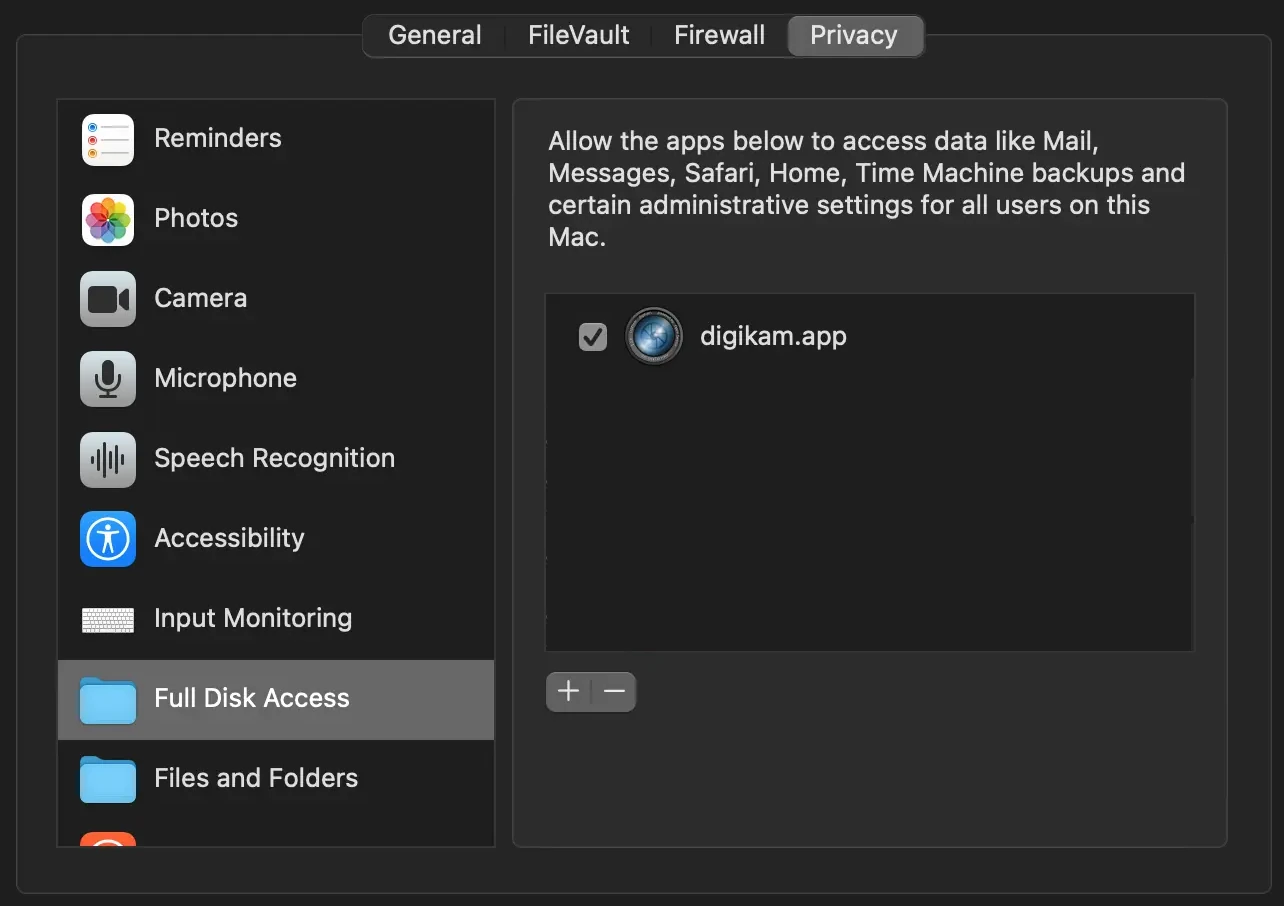 General FileVault Firewall Privacy
Reminders
Photos
Camera
Microphone
Speech Recognition
Accessibility
Input Monitoring
Full Disk Access
Files and Folders
Allow the apps below to access data like Mail,
Messages, Safari, Home, Time Machine backups and
certain administrative settings for all users on this
Mac.
digikam.app